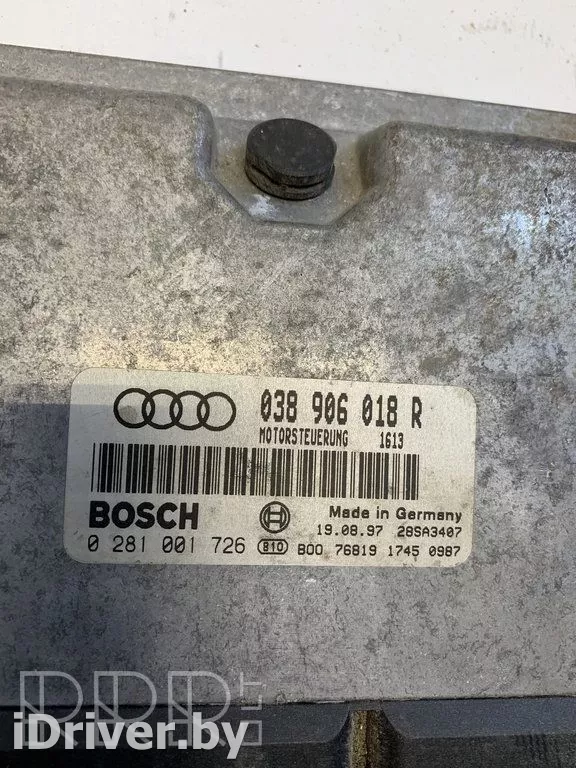 038 906 018 R
MOTORSTEUERUNG 1613
BOSCH
Made in Germany
19.08.97 28SA3407
0 281 001 726 B10 B00 76819 1745 0987
iDriver.by